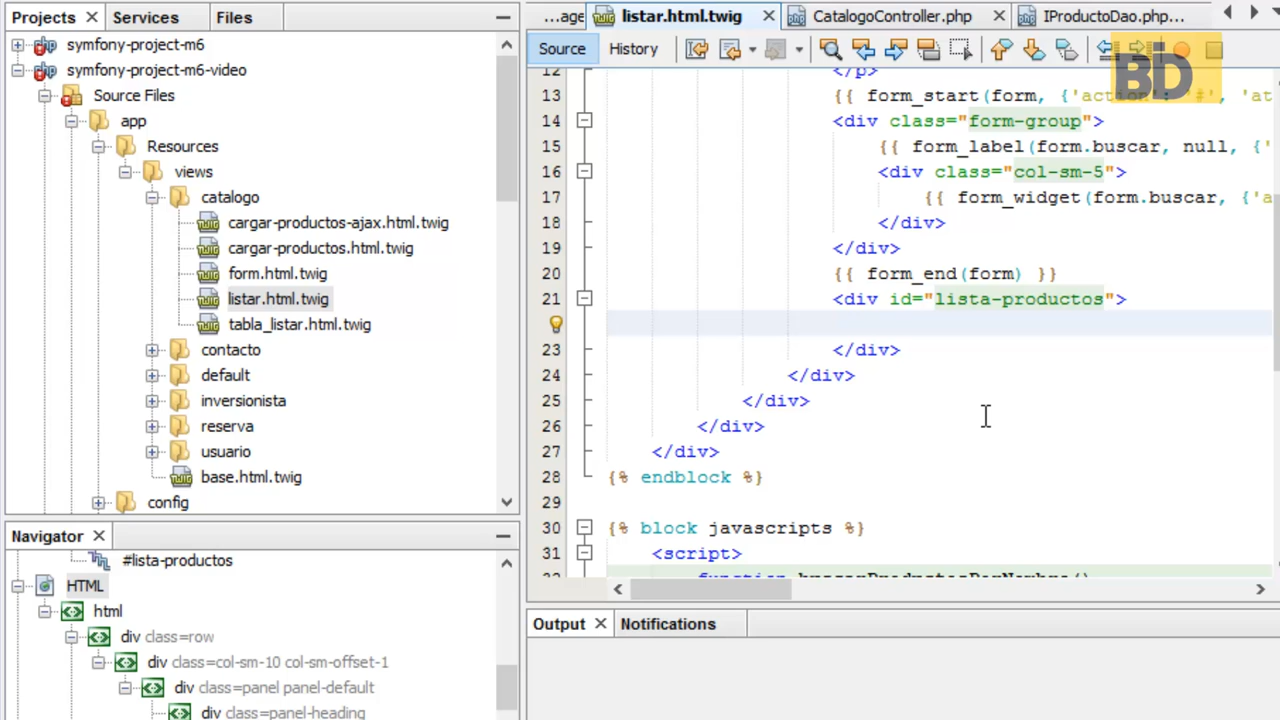 Projects
Services
Files
symfony-project-m6
symfony-project-m6-video
Source Files
app
Resources
views
catalogo
cargar-productos-ajax.html.twig
cargar-productos.html.twig
form.html.twig
listar.html.twig
tabla_listar.html.twig
contacto
default
inversionista
reserva
usuario
base.html.twig
config
Navigator
#lista-productos
HTML
html
div class=row
div class=col-sm-10 col-sm-offset-1
div class=panel panel-default
div class=panel-heading
...age
listar.html.twig
CatalogoController.php
IProductoDao.php...
Source
History
BD
12 </p>
13 {{ form_start(form, {'action': '#', 'at
14 <div class="form-group">
15 {{ form_label(form.buscar, null, {'
16 <div class="col-sm-5">
17 {{ form_widget(form.buscar, {'a
18 </div>
19 </div>
20 {{ form_end(form) }}
21 <div id="lista-productos">
23 </div>
24 </div>
25 </div>
26 </div>
27 </div>
28 {% endblock %}
29
30 {% block javascripts %}
31 <script>
Output
Notifications